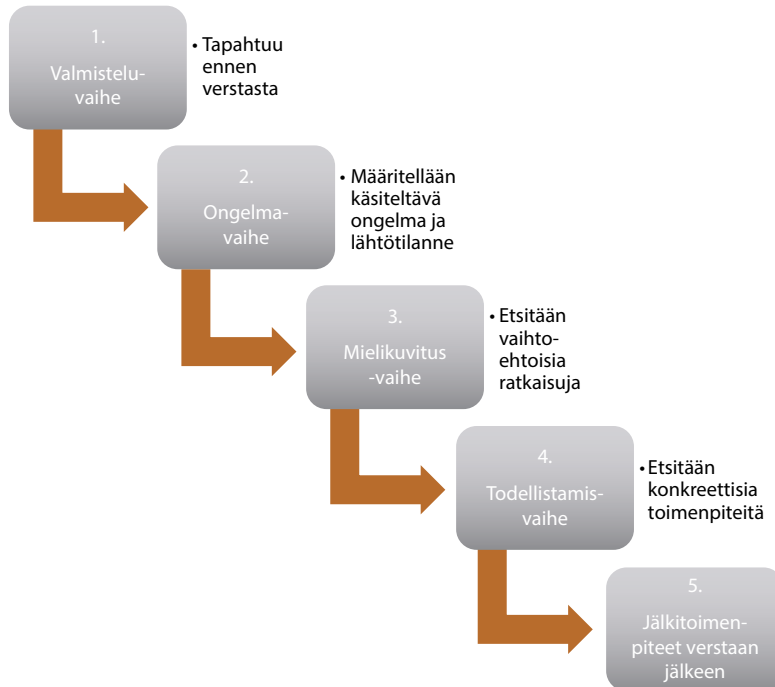 1.
Valmistelu-
vaihe
• Tapahtuu
ennen
verstasta
2.
Ongelma-
vaihe
• Määritellään
käsiteltävä
ongelma ja
lähtötilanne
3.
Mielikuvitus
-vaihe
• Etsitään
vaihto-
ehtoisia
ratkaisuja
4.
Todellistamis-
vaihe
• Etsitään
konkreettisia
toimenpiteitä
5.
Jälkitoimen-
piteet verstaan
jälkeen